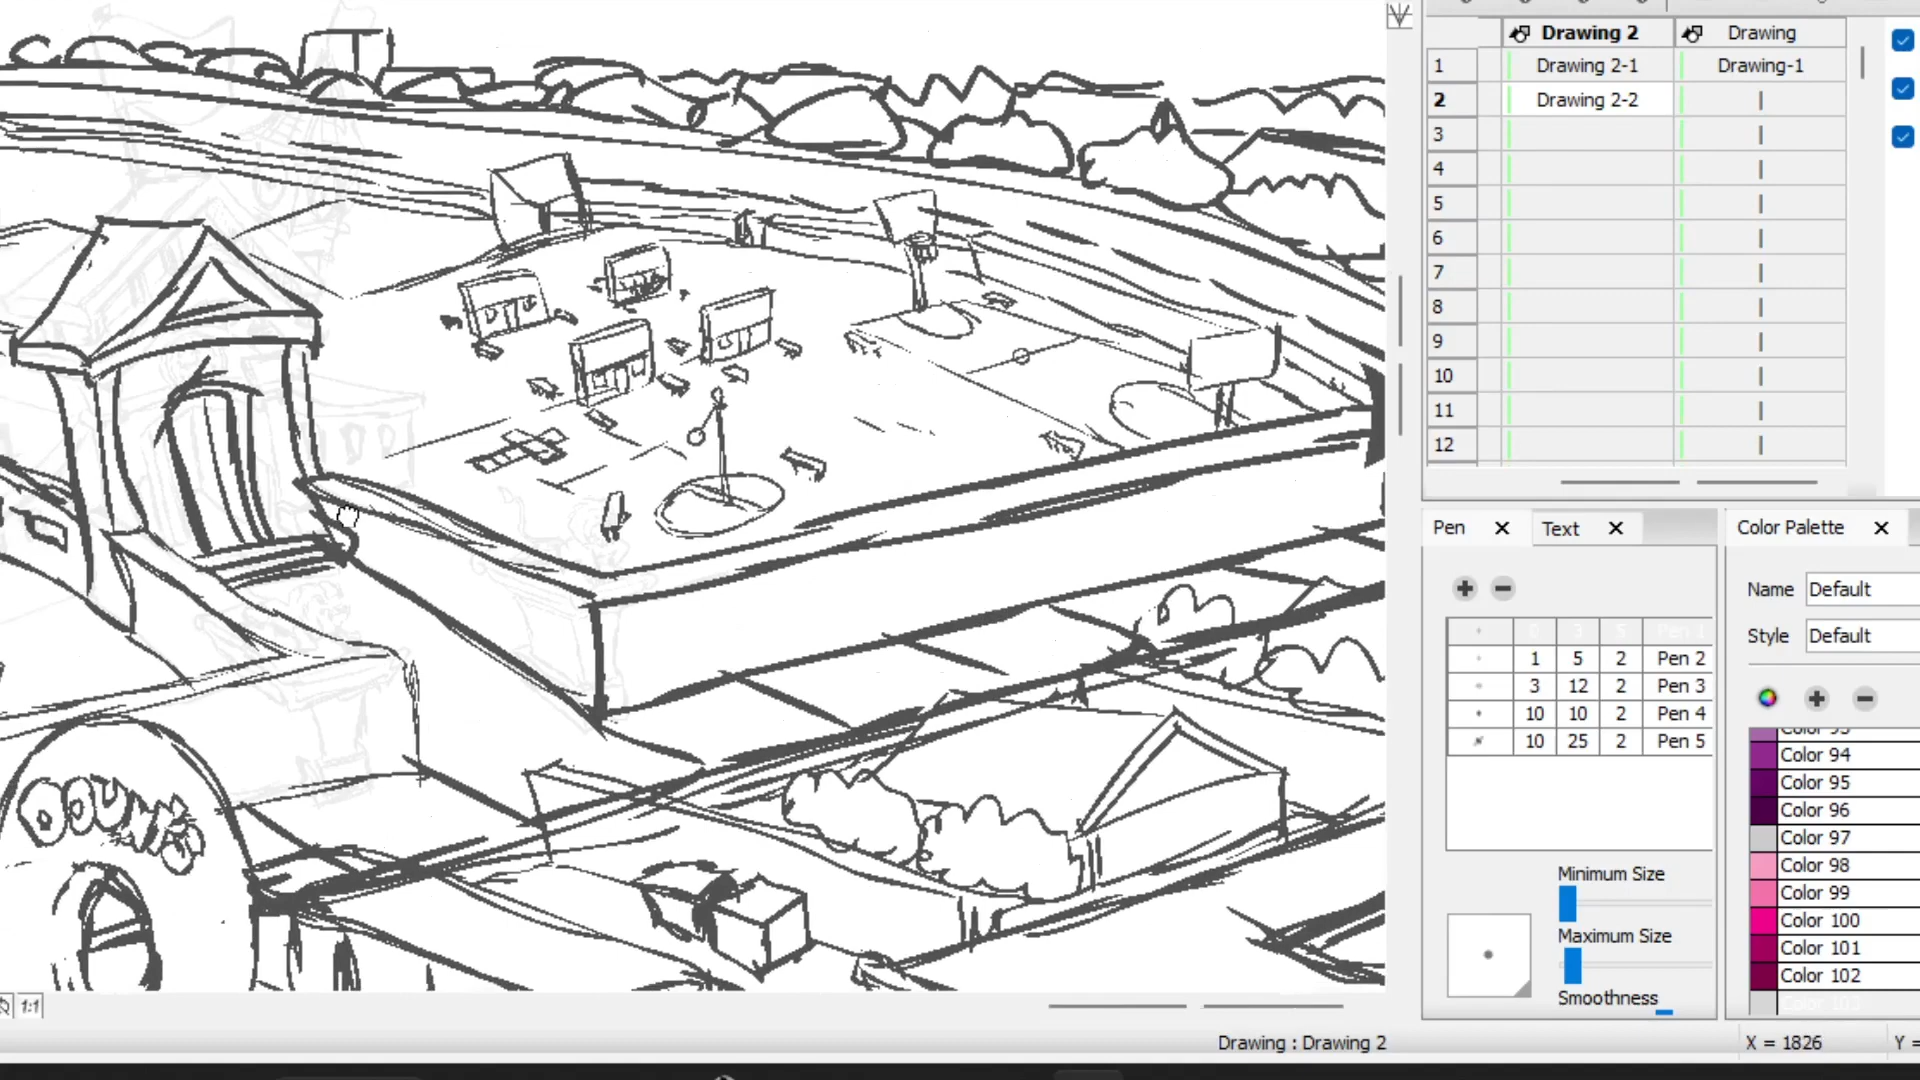 Drawing 2 Drawing
1 Drawing 2-1 Drawing-1
2 Drawing 2-2
3
4
5
6
7
8
9
10
11
12
Pen Text
Color Palette
Name Default
Style Default
Pen 1
1 5 2 Pen 2
3 12 2 Pen 3
10 10 2 Pen 4
10 25 2 Pen 5
Minimum Size
Maximum Size
Smoothness
Color 94
Color 95
Color 96
Color 97
Color 98
Color 99
Color 100
Color 101
Color 102
Color 103
1:1
Drawing : Drawing 2
X = 1826 Y =